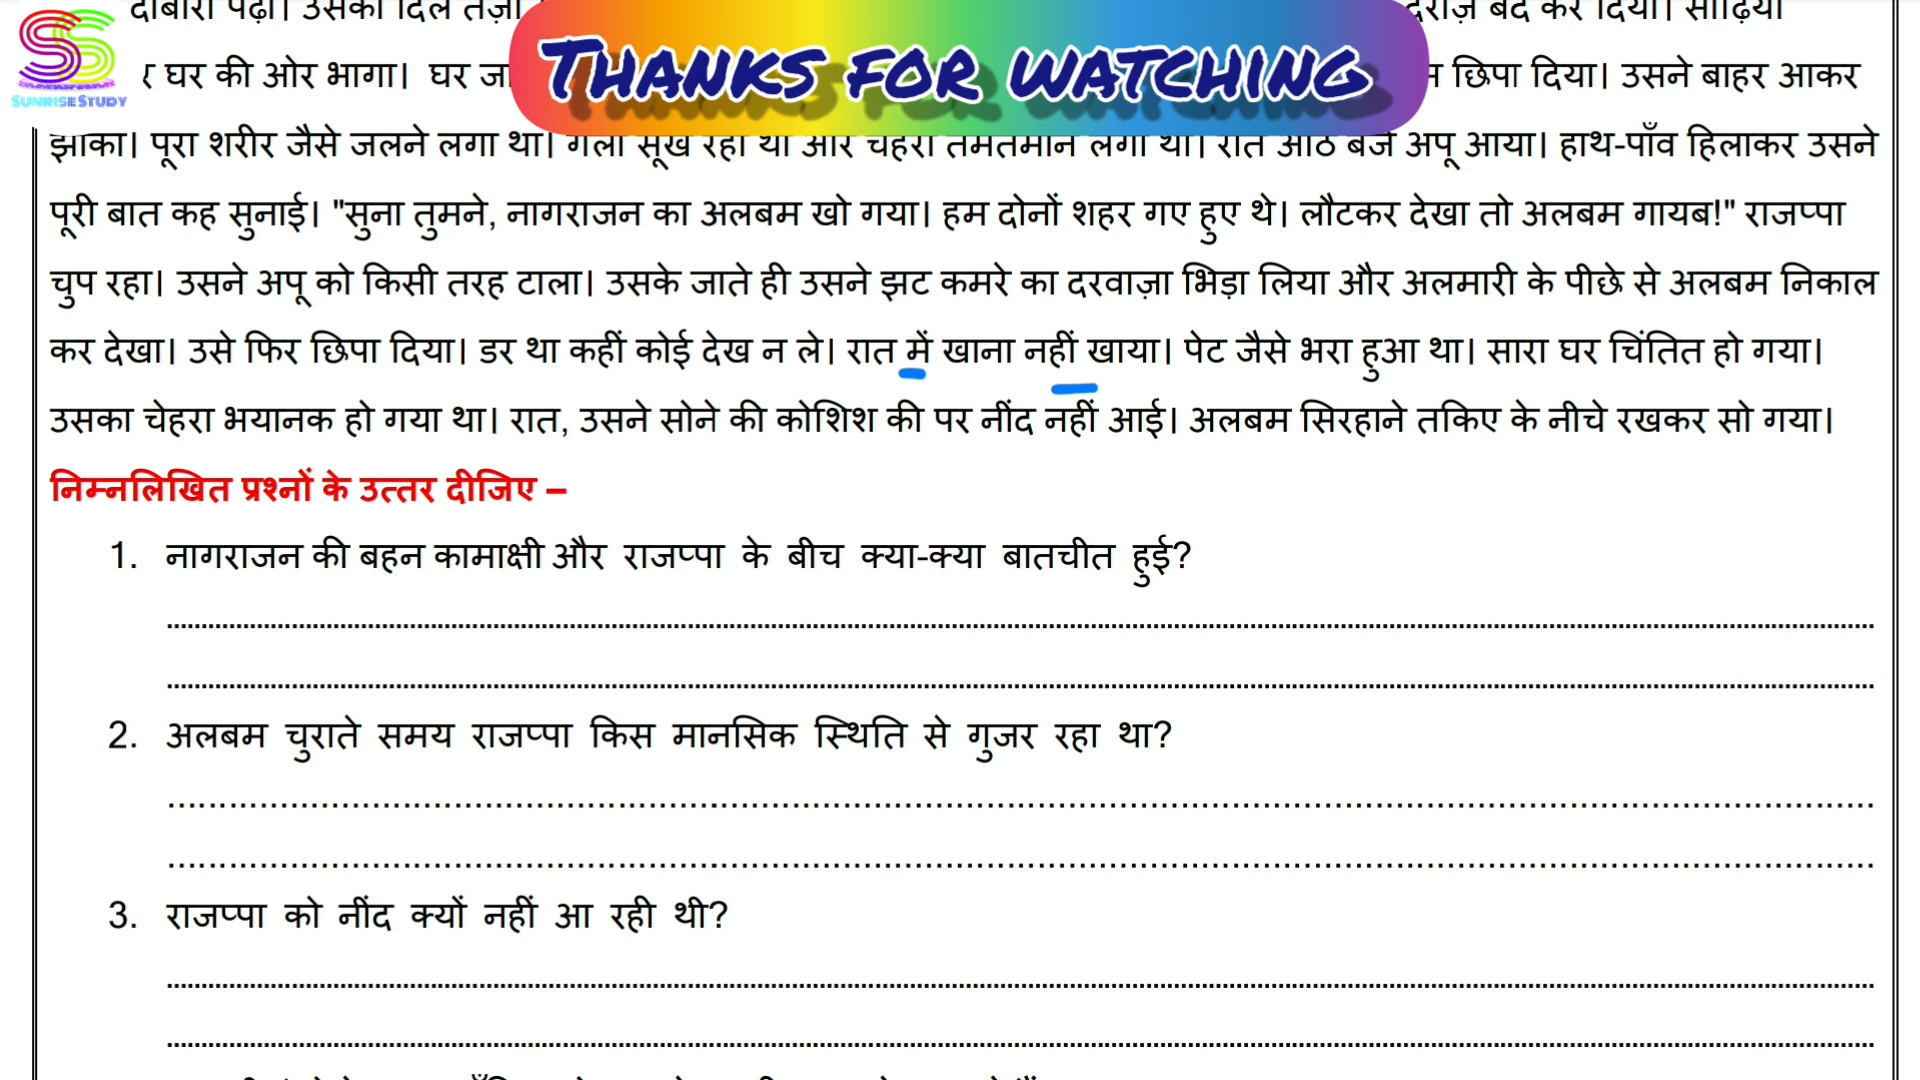 दोबारा पढ़ा। उसका दिल तेज़ी दराज़ बंद कर दिया। सीढ़ियाँ
THANKS FOR WATCHING
SUNRISE STUDY
घर की ओर भागा। घर जा छिपा दिया। उसने बाहर आकर
झाँका। पूरा शरीर जैसे जलने लगा था। गला सूख रहा था और चेहरा तमतमाने लगा था। रात आठ बजे अपू आया। हाथ-पाँव हिलाकर उसने
पूरी बात कह सुनाई। "सुना तुमने, नागराजन का अलबम खो गया। हम दोनों शहर गए हुए थे। लौटकर देखा तो अलबम गायब!" राजप्पा
चुप रहा। उसने अपू को किसी तरह टाला। उसके जाते ही उसने झट कमरे का दरवाज़ा भिड़ा लिया और अलमारी के पीछे से अलबम निकाल
कर देखा। उसे फिर छिपा दिया। डर था कहीं कोई देख न ले। रात में खाना नहीं खाया। पेट जैसे भरा हुआ था। सारा घर चिंतित हो गया।
उसका चेहरा भयानक हो गया था। रात, उसने सोने की कोशिश की पर नींद नहीं आई। अलबम सिरहाने तकिए के नीचे रखकर सो गया।
निम्नलिखित प्रश्नों के उत्तर दीजिए –
1. नागराजन की बहन कामाक्षी और राजप्पा के बीच क्या-क्या बातचीत हुई?
2. अलबम चुराते समय राजप्पा किस मानसिक स्थिति से गुजर रहा था?
3. राजप्पा को नींद क्यों नहीं आ रही थी?